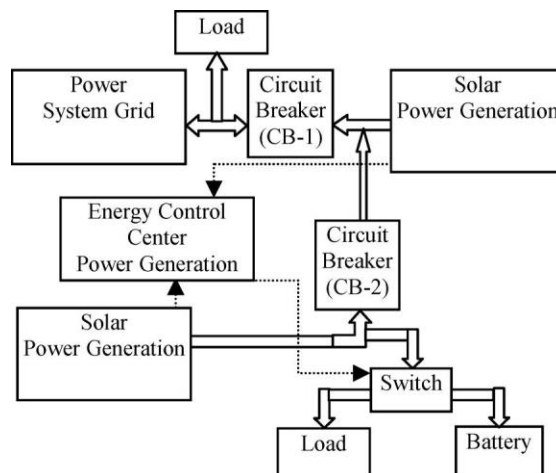 Load
Power
System Grid
Circuit
Breaker
(CB-1)
Solar
Power Generation
Energy Control
Center
Power Generation
Circuit
Breaker
(CB-2)
Solar
Power Generation
Switch
Load
Battery